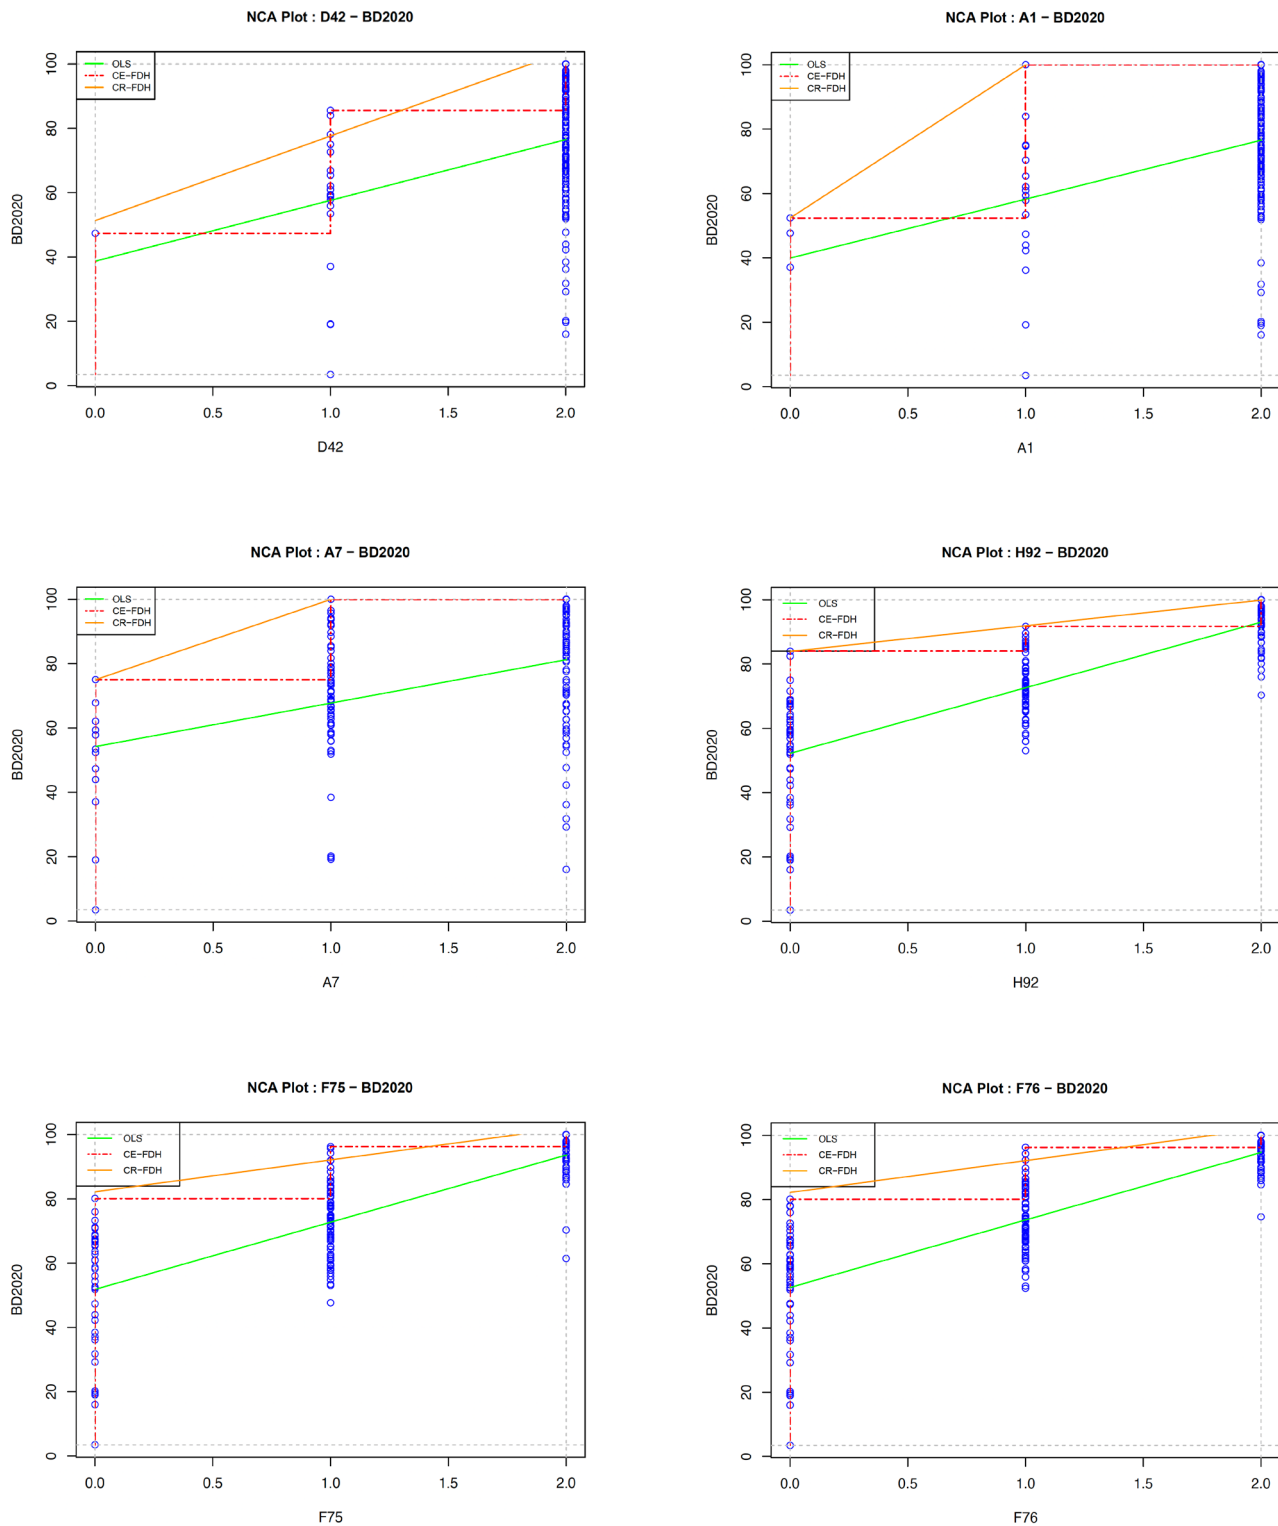 NCA Plot : D42 − BD2020
OLS
CE−FDH
CR−FDH
BD2020
0
20
40
60
80
100
0.0 0.5 1.0 1.5 2.0
D42
NCA Plot : A1 − BD2020
OLS
CE−FDH
CR−FDH
BD2020
0
20
40
60
80
100
0.0 0.5 1.0 1.5 2.0
A1
NCA Plot : A7 − BD2020
OLS
CE−FDH
CR−FDH
BD2020
0
20
40
60
80
100
0.0 0.5 1.0 1.5 2.0
A7
NCA Plot : H92 − BD2020
OLS
CE−FDH
CR−FDH
BD2020
0
20
40
60
80
100
0.0 0.5 1.0 1.5 2.0
H92
NCA Plot : F75 − BD2020
OLS
CE−FDH
CR−FDH
BD2020
0
20
40
60
80
100
0.0 0.5 1.0 1.5 2.0
F75
NCA Plot : F76 − BD2020
OLS
CE−FDH
CR−FDH
BD2020
0
20
40
60
80
100
0.0 0.5 1.0 1.5 2.0
F76